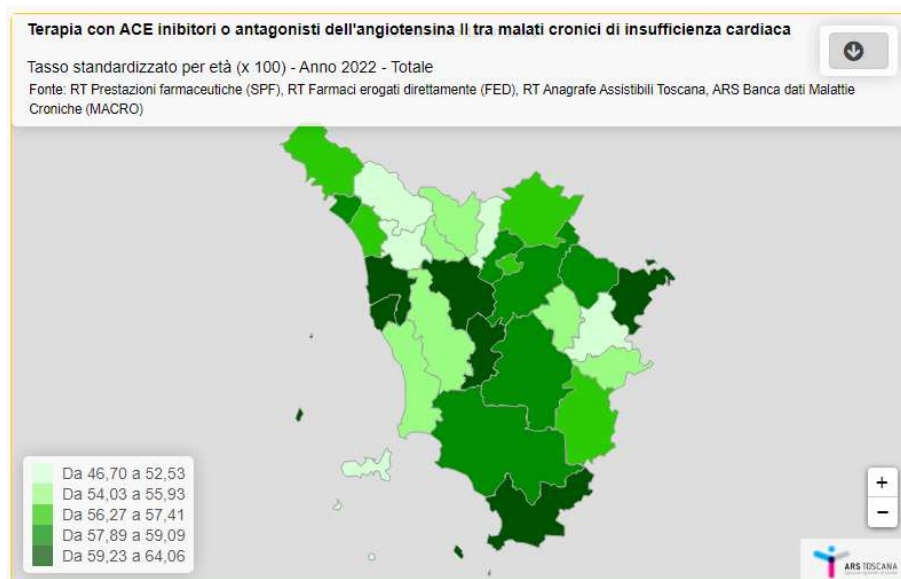 Terapia con ACE inibitori o antagonisti dell'angiotensina II tra malati cronici di insufficienza cardiaca
Tasso standardizzato per età (x 100) - Anno 2022 - Totale
Fonte: RT Prestazioni farmaceutiche (SPF), RT Farmaci erogati direttamente (FED), RT Anagrafe Assistibili Toscana, ARS Banca dati Malattie
Croniche (MACRO)
Da 46,70 a 52,53
Da 54,03 a 55,93
Da 56,27 a 57,41
Da 57,89 a 59,09
Da 59,23 a 64,06
+
−
ARS TOSCANA